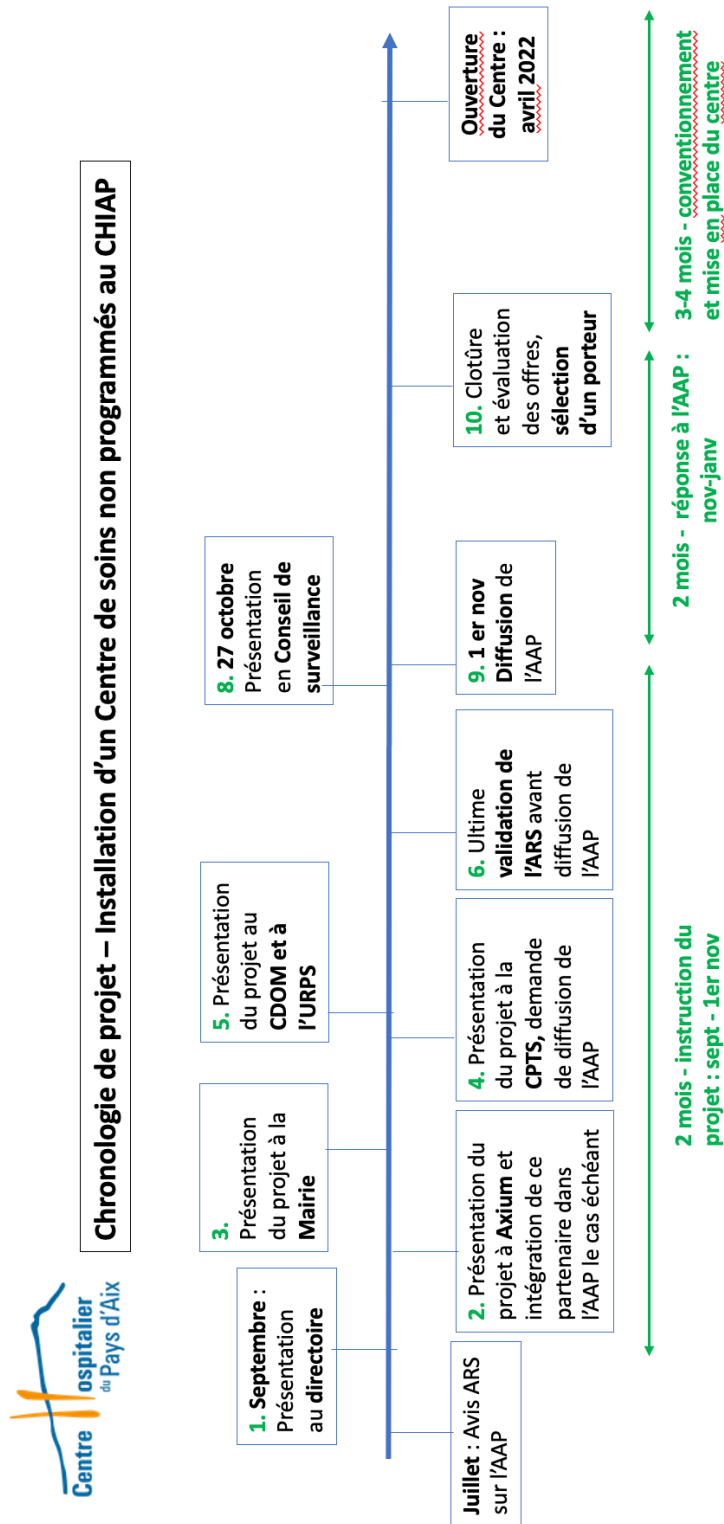 Centre Hospitalier
du Pays d'Aix
Chronologie de projet – Installation d'un Centre de soins non programmés au CHIAP
Juillet : Avis ARS
sur l'AAP
1. Septembre :
Présentation
au directoire
2. Présentation du
projet à Axium et
intégration de ce
partenaire dans
l'AAP le cas échéant
3.
Présentation
du projet à la
Mairie
4. Présentation
du projet à la
CPTS, demande
de diffusion de
l'AAP
5. Présentation
du projet au
CDOM et à
l'URPS
6. Ultime
validation de
l'ARS avant
diffusion de
l'AAP
8. 27 octobre
Présentation
en Conseil de
surveillance
9. 1 er nov
Diffusion de
l'AAP
10. Clotûre
et évaluation
des offres,
sélection
d'un porteur
Ouverture
du Centre :
avril 2022
2 mois - instruction du
projet : sept - 1er nov
2 mois - réponse à l'AAP :
nov-janv
3-4 mois - conventionnement
et mise en place du centre